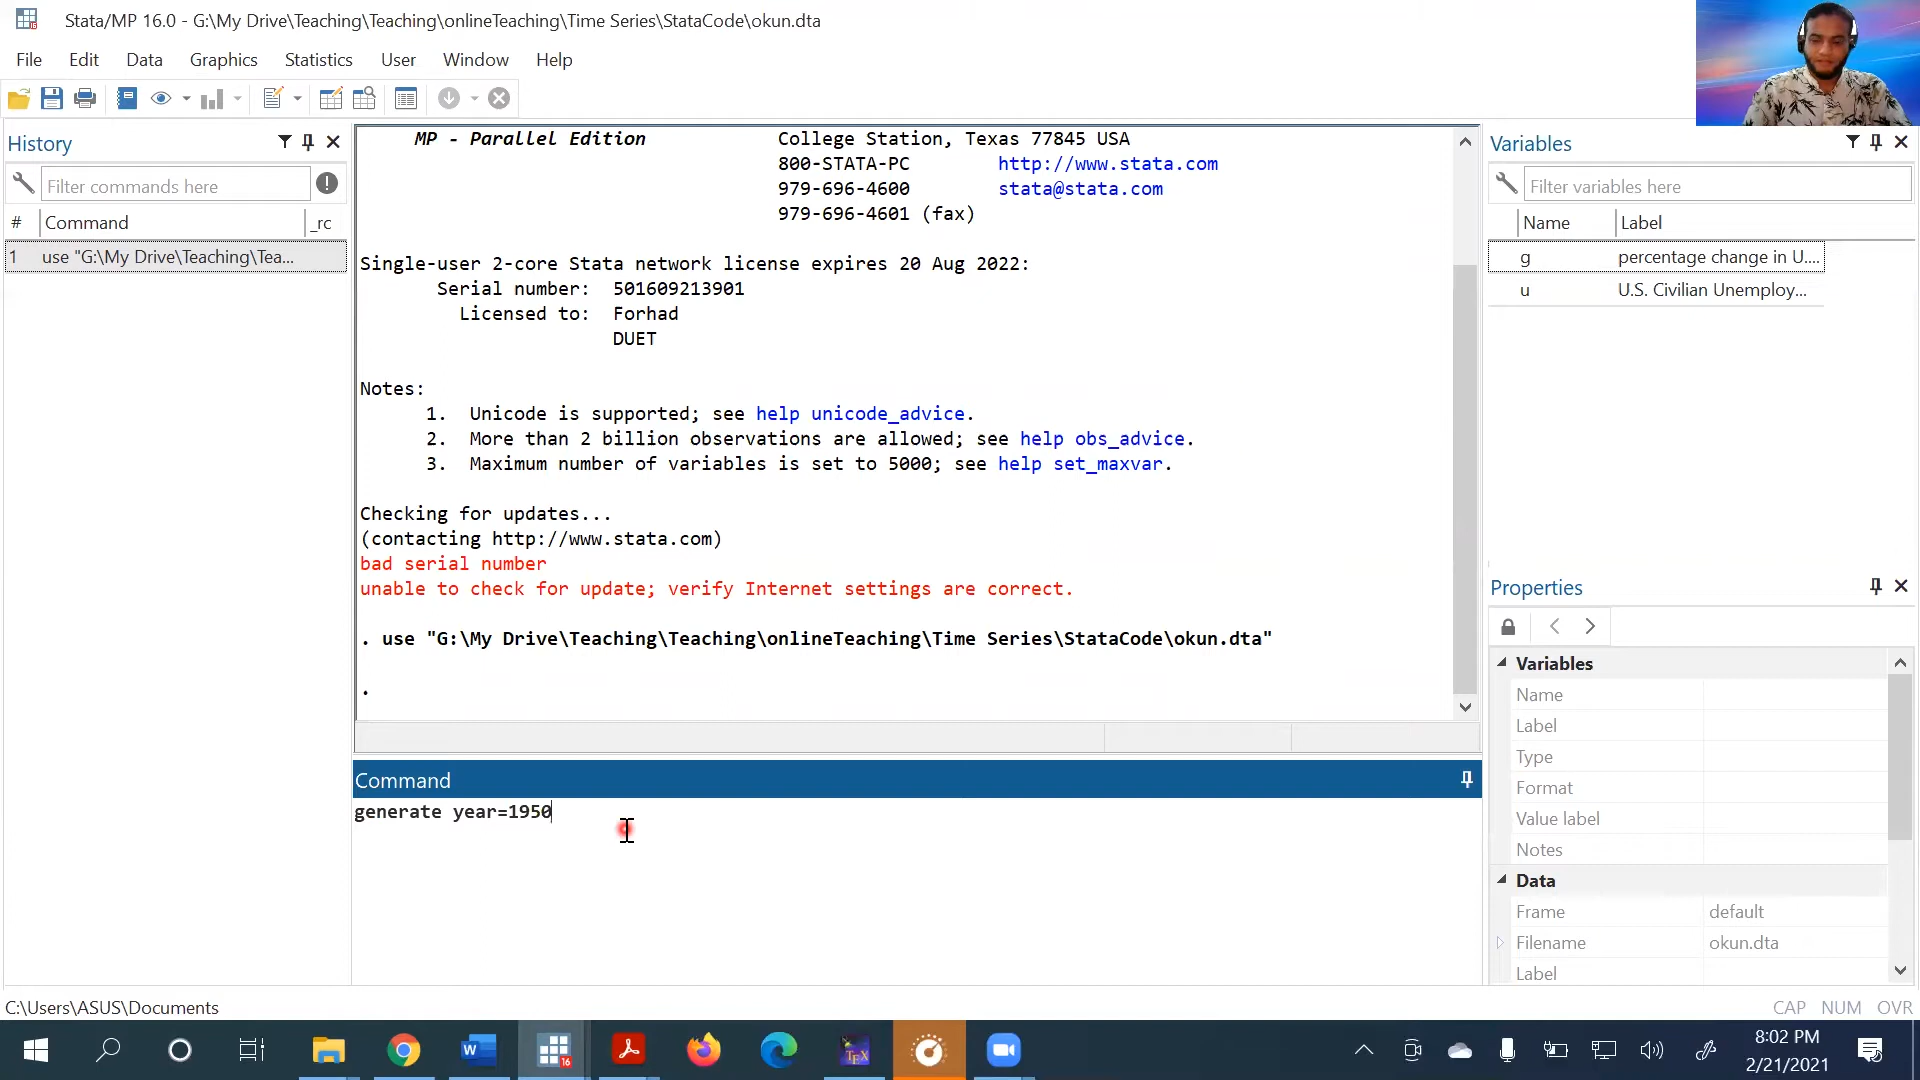 Stata/MP 16.0 - G:\My Drive\Teaching\Teaching\onlineTeaching\Time Series\StataCode\okun.dta
File Edit Data Graphics Statistics User Window Help
History
Filter commands here
# Command _rc
1 use "G:\My Drive\Teaching\Tea...
MP - Parallel Edition College Station, Texas 77845 USA
800-STATA-PC http://www.stata.com
979-696-4600 stata@stata.com
979-696-4601 (fax)
Single-user 2-core Stata network license expires 20 Aug 2022:
Serial number: 501609213901
Licensed to: Forhad
DUET
Notes:
1. Unicode is supported; see help unicode_advice.
2. More than 2 billion observations are allowed; see help obs_advice.
3. Maximum number of variables is set to 5000; see help set_maxvar.
Checking for updates...
(contacting http://www.stata.com)
bad serial number
unable to check for update; verify Internet settings are correct.
. use "G:\My Drive\Teaching\Teaching\onlineTeaching\Time Series\StataCode\okun.dta"
.
Command
generate year=1950
Variables
Filter variables here
Name Label
g percentage change in U....
u U.S. Civilian Unemploy...
Properties
Variables
Name
Label
Type
Format
Value label
Notes
Data
Frame default
Filename okun.dta
Label
C:\Users\ASUS\Documents
CAP NUM OVR
W
16
TEX
8:02 PM
2/21/2021